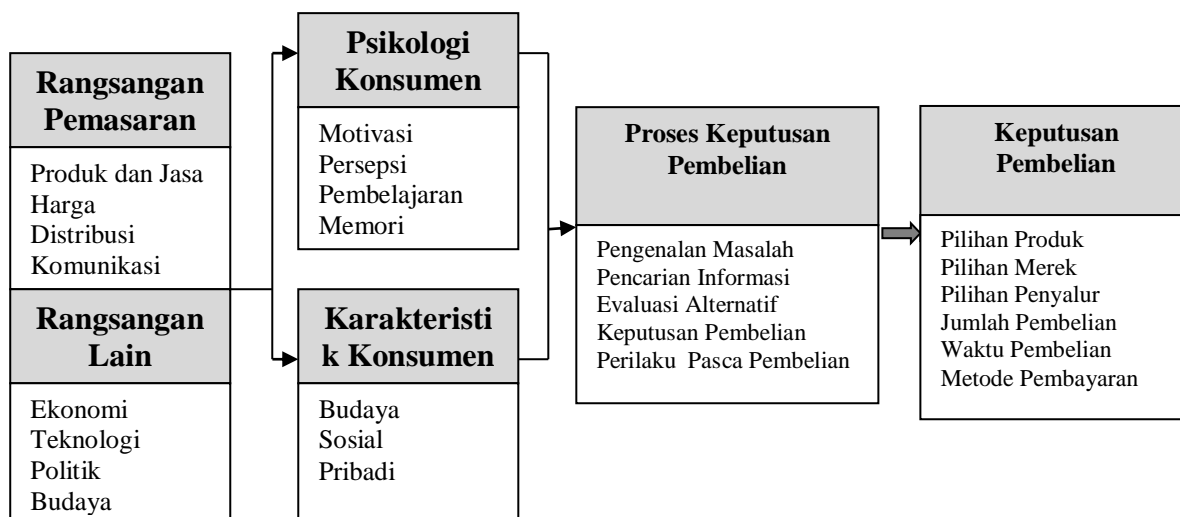 Rangsangan
Pemasaran
Produk dan Jasa
Harga
Distribusi
Komunikasi
Rangsangan
Lain
Ekonomi
Teknologi
Politik
Budaya
Psikologi
Konsumen
Motivasi
Persepsi
Pembelajaran
Memori
Karakteristi
k Konsumen
Budaya
Sosial
Pribadi
Proses Keputusan
Pembelian
Pengenalan Masalah
Pencarian Informasi
Evaluasi Alternatif
Keputusan Pembelian
Perilaku  Pasca Pembelian
Keputusan
Pembelian
Pilihan Produk
Pilihan Merek
Pilihan Penyalur
Jumlah Pembelian
Waktu Pembelian
Metode Pembayaran